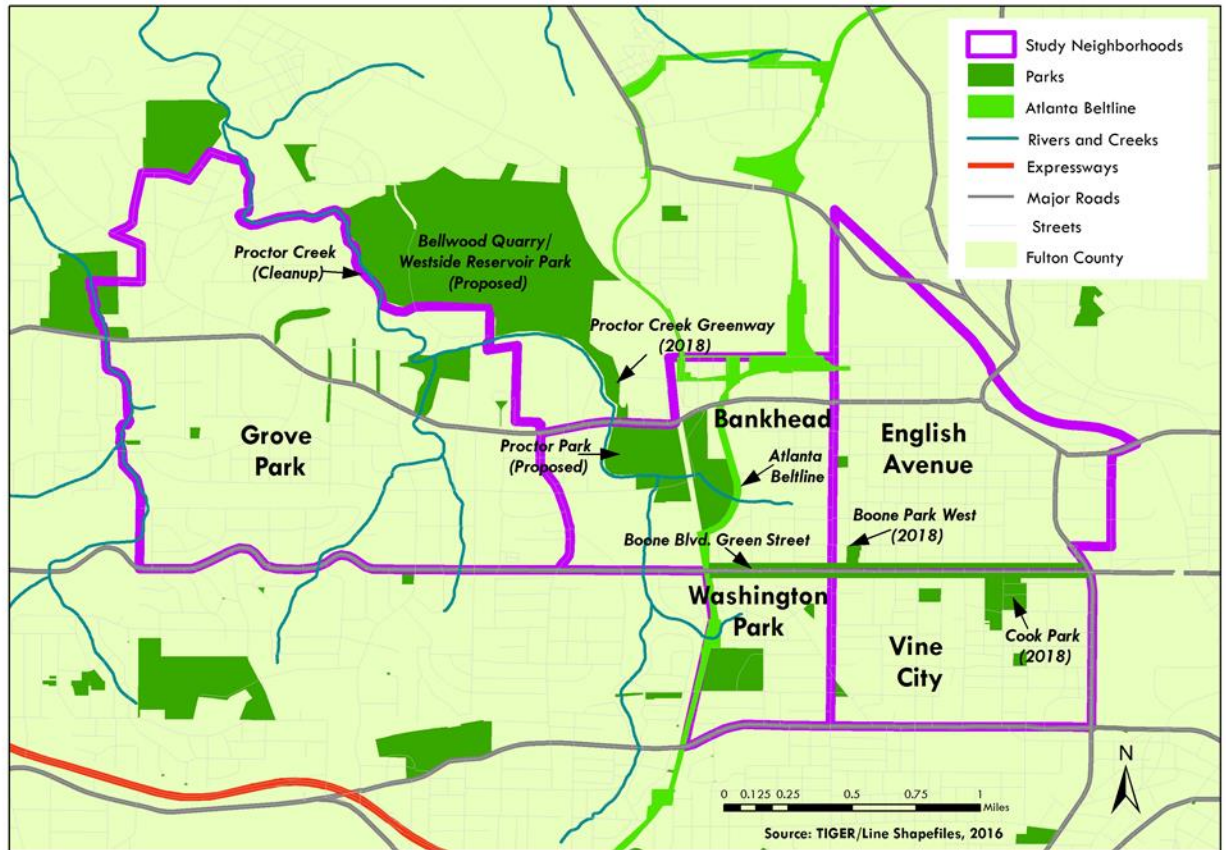 Study Neighborhoods
Parks
Atlanta Beltline
Rivers and Creeks
Expressways
Major Roads
Streets
Fulton County
Bellwood Quarry/
Westside Reservoir Park
(Proposed)
Proctor Creek
(Cleanup)
Proctor Creek Greenway
(2018)
Grove
Park
Proctor Park
(Proposed)
Bankhead
Atlanta
Beltline
English
Avenue
Boone Park West
(2018)
Boone Blvd. Green Street
Washington
Park
Vine
City
Cook Park
(2018)
N
0 0.125 0.25 0.5 0.75 1
Miles
Source: TIGER/Line Shapefiles, 2016